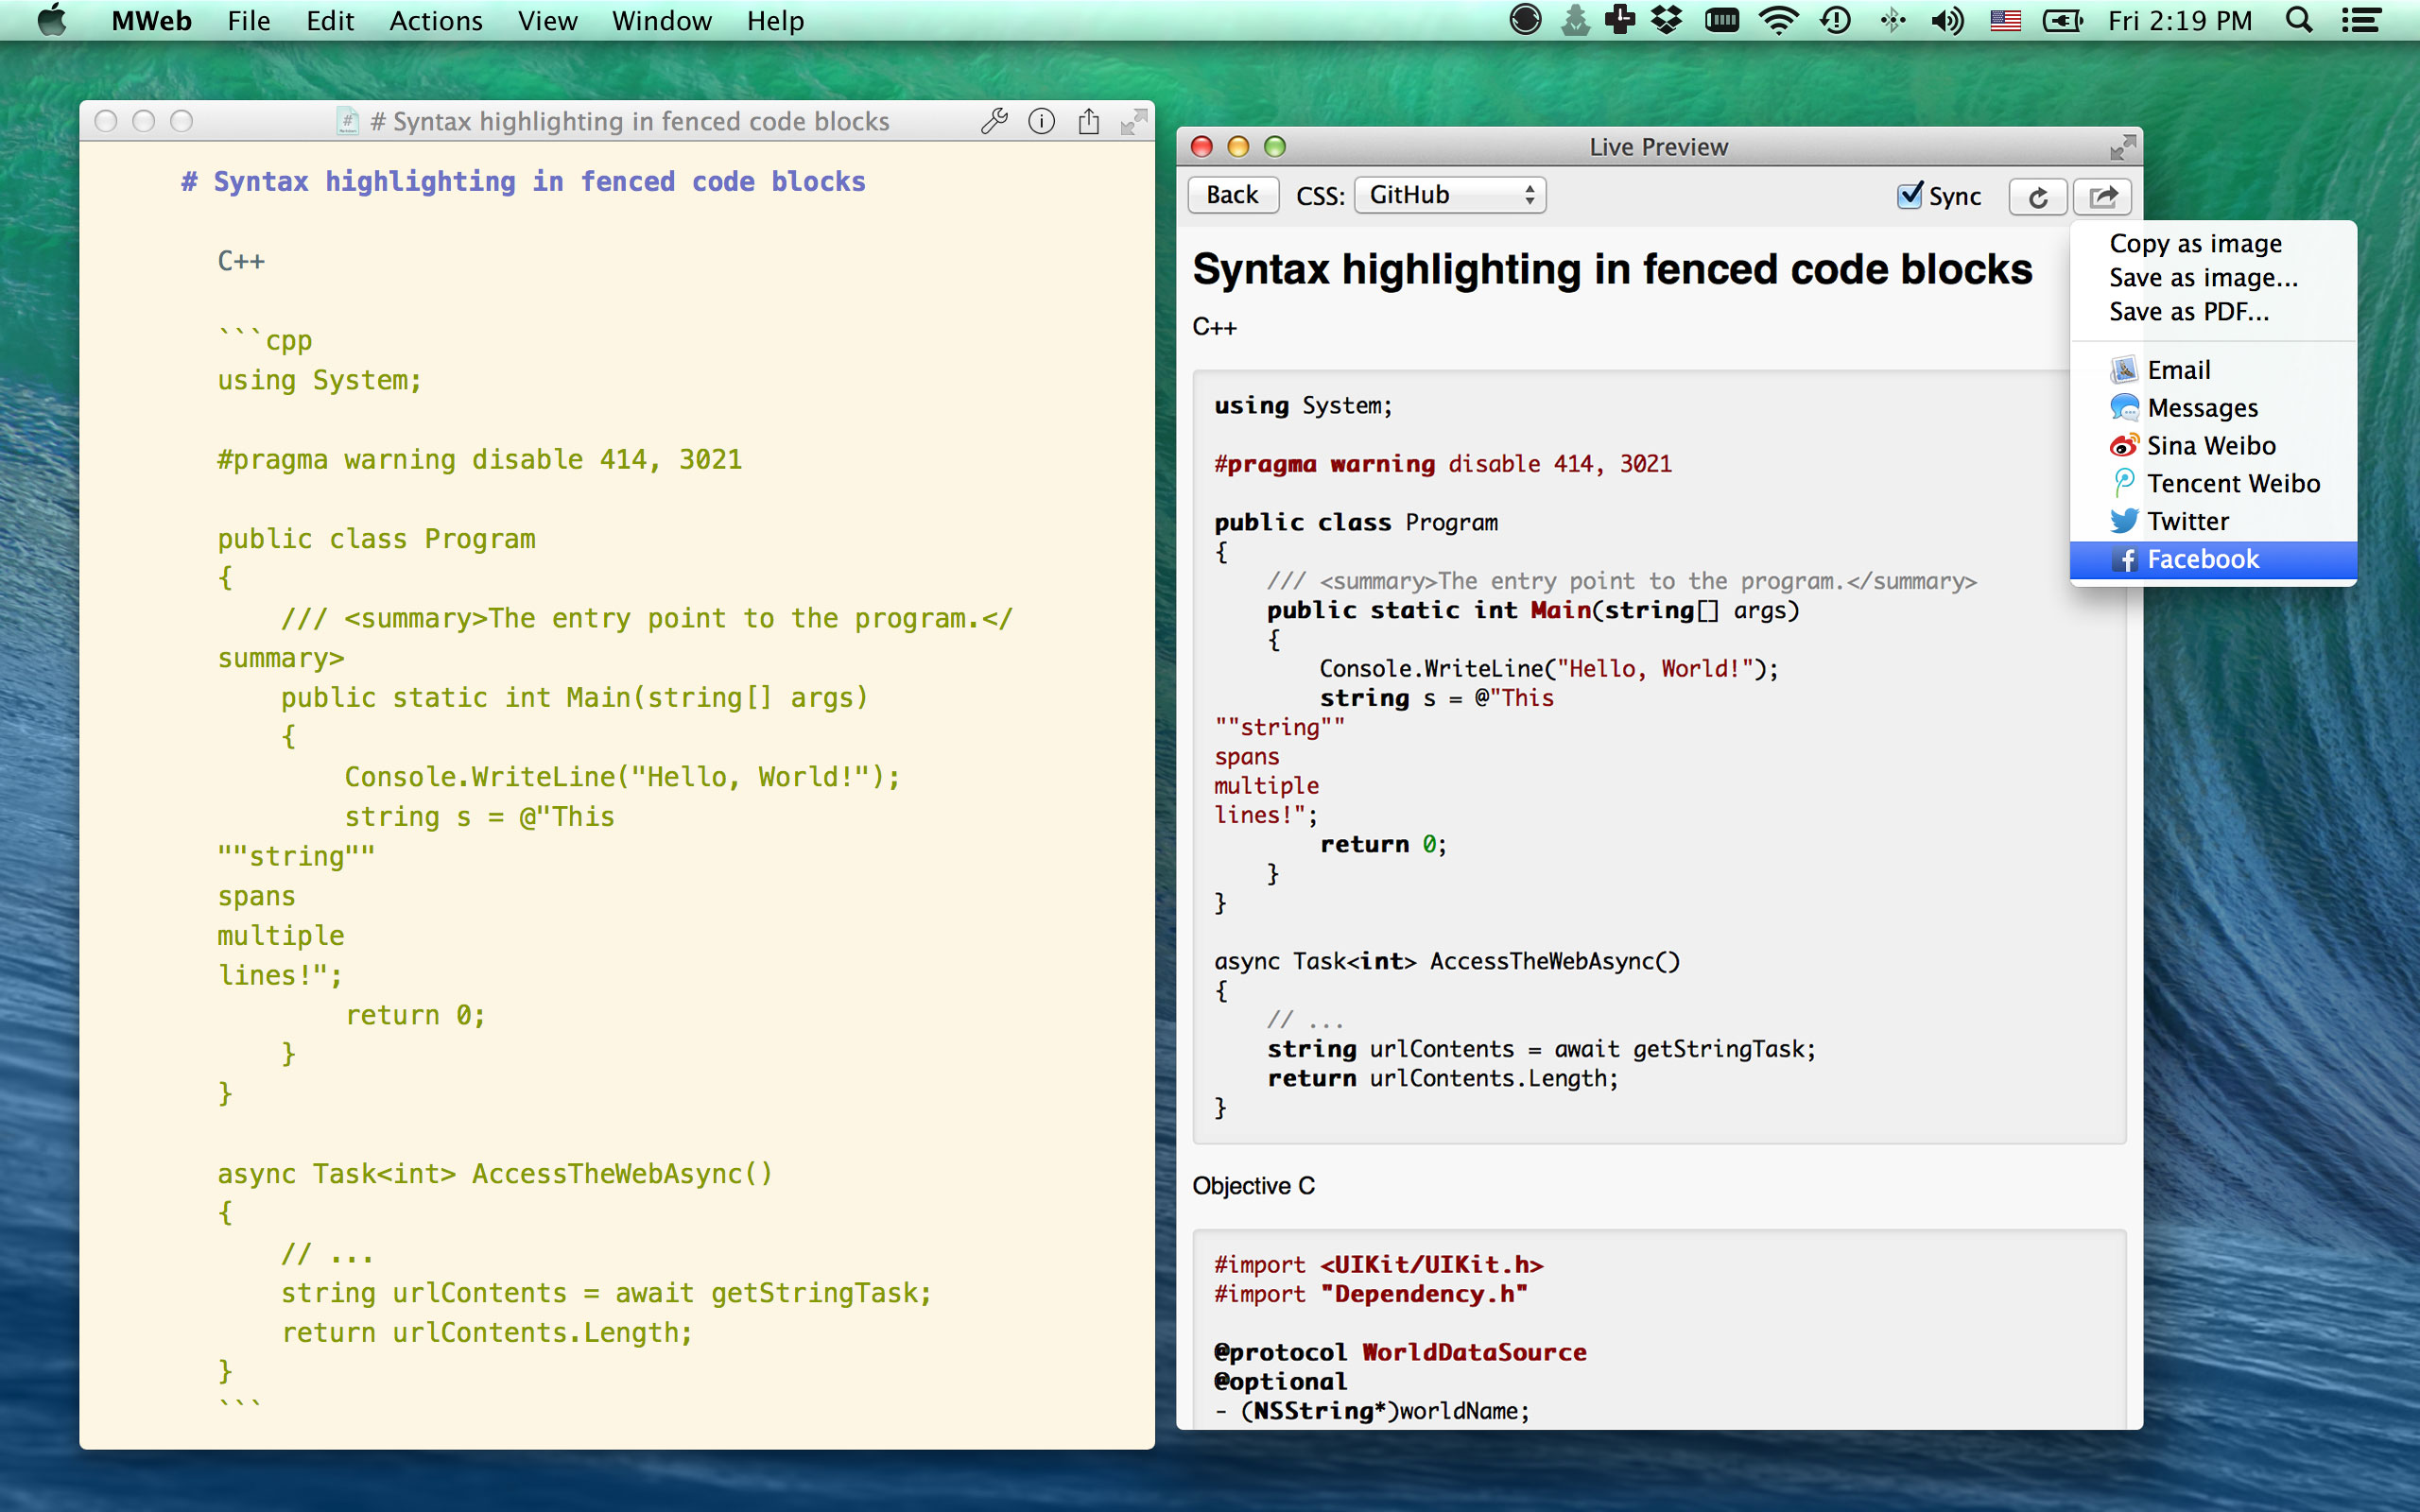 MWeb File Edit Actions View Window Help Fri 2:19 PM
# Syntax highlighting in fenced code blocks
# Syntax highlighting in fenced code blocks
C++
```cpp
using System;
#pragma warning disable 414, 3021
public class Program
{
/// <summary>The entry point to the program.</
summary>
public static int Main(string[] args)
{
Console.WriteLine("Hello, World!");
string s = @"This
""string""
spans
multiple
lines!";
return 0;
}
}
async Task<int> AccessTheWebAsync()
{
// ...
string urlContents = await getStringTask;
return urlContents.Length;
}
```
Live Preview
Back CSS: GitHub Sync
Syntax highlighting in fenced code blocks
C++
using System;
#pragma warning disable 414, 3021
public class Program
{
/// <summary>The entry point to the program.</summary>
public static int Main(string[] args)
{
Console.WriteLine("Hello, World!");
string s = @"This
""string""
spans
multiple
lines!";
return 0;
}
}
async Task<int> AccessTheWebAsync()
{
// ...
string urlContents = await getStringTask;
return urlContents.Length;
}
Objective C
#import <UIKit/UIKit.h>
#import "Dependency.h"
@protocol WorldDataSource
@optional
- (NSString*)worldName;
Copy as image
Save as image...
Save as PDF...
Email
Messages
Sina Weibo
Tencent Weibo
Twitter
Facebook